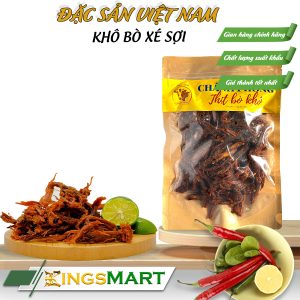 ĐẶC SẢN VIỆT NAM
KHÔ BÒ XÉ SỢI
Gian hàng chính hãng
Chất lượng xuất khẩu
Giá thành tốt nhất
Thịt bò khô
KINGSMART